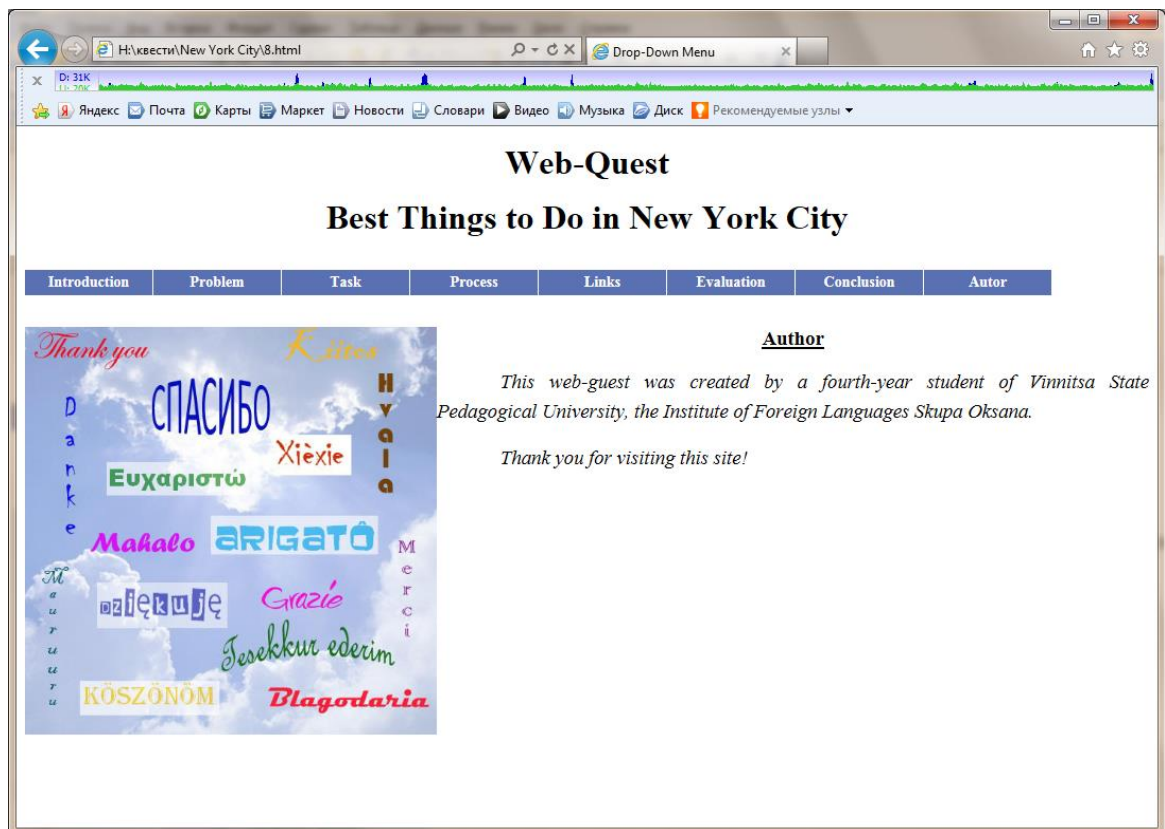 H:\квести\New York City\8.html
Drop-Down Menu
D: 31K
U: 20K
Яндекс Почта Карты Маркет Новости Словари Видео Музыка Диск Рекомендуемые узлы
Web-Quest
Best Things to Do in New York City
Introduction Problem Task Process Links Evaluation Conclusion Autor
Thank you
Kiitos
СПАСИБО
Hvala
Danke
Xièxie
Ευχαριστώ
Mahalo
ARIGATÔ
Merci
Mauruuru
Dziękuję
Grazie
Tesekkur ederim
KÖSZÖNÖM
Blagodaria
Author
This web-guest was created by a fourth-year student of Vinnitsa State
Pedagogical University, the Institute of Foreign Languages Skupa Oksana.
Thank you for visiting this site!